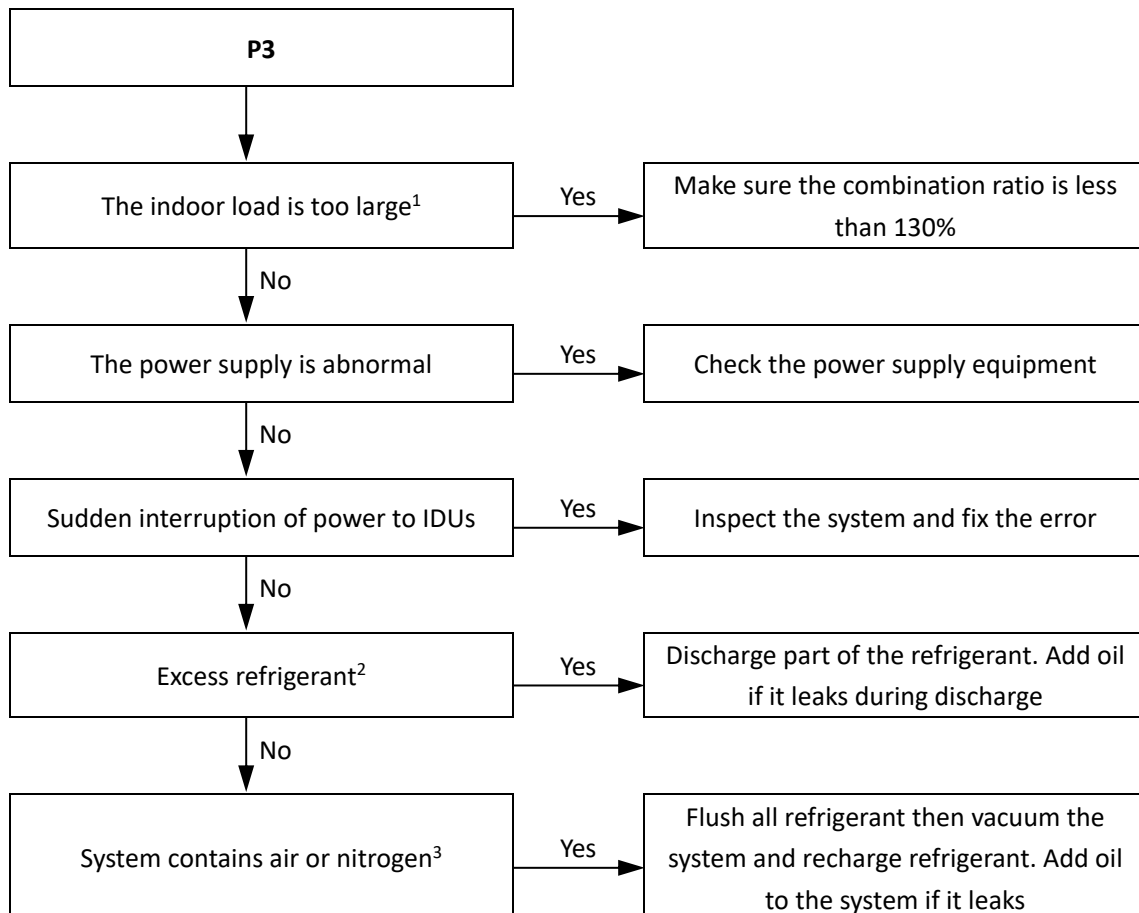 P3
The indoor load is too large¹
Yes
Make sure the combination ratio is less
than 130%
No
The power supply is abnormal
Yes
Check the power supply equipment
No
Sudden interruption of power to IDUs
Yes
Inspect the system and fix the error
No
Excess refrigerant²
Yes
Discharge part of the refrigerant. Add oil
if it leaks during discharge
No
System contains air or nitrogen³
Yes
Flush all refrigerant then vacuum the
system and recharge refrigerant. Add oil
to the system if it leaks